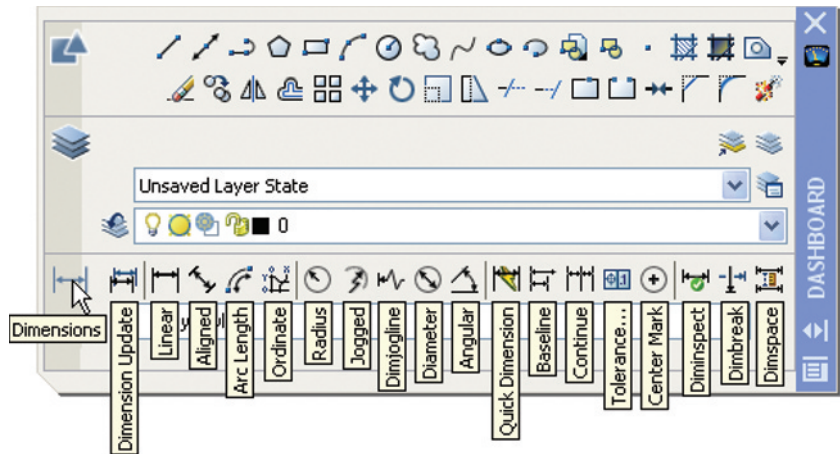 Unsaved Layer State
0
DASHBOARD
Dimensions
Dimension Update
Linear
Aligned
Arc Length
Ordinate
Radius
Jogged
Dimjogline
Diameter
Angular
Quick Dimension
Baseline
Continue
Tolerance...
Center Mark
Diminspect
Dimbreak
Dimspace